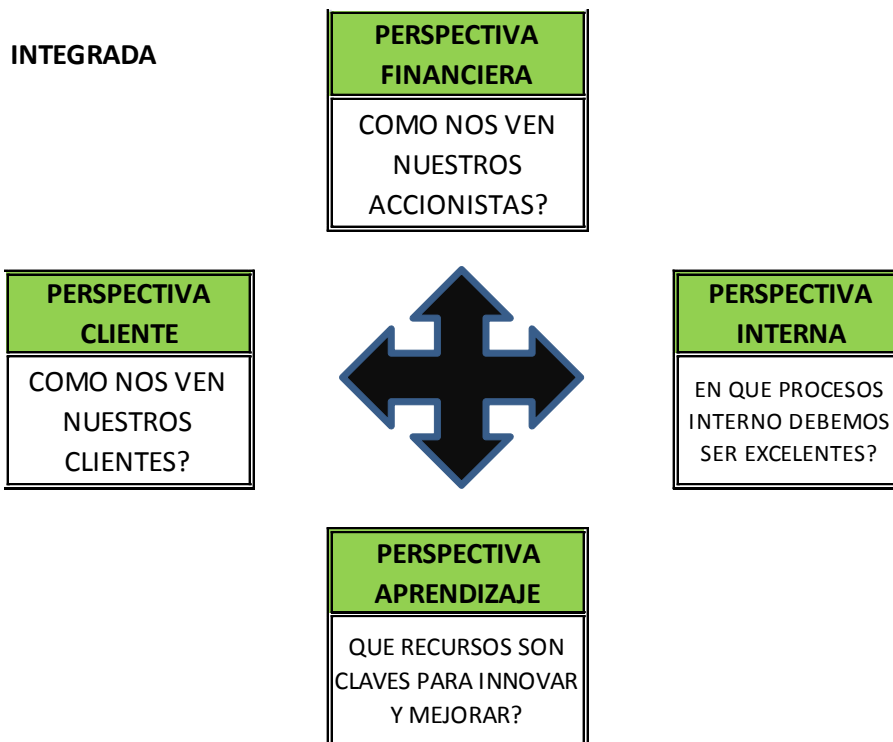 INTEGRADA
PERSPECTIVA
FINANCIERA
COMO NOS VEN
NUESTROS
ACCIONISTAS?
PERSPECTIVA
CLIENTE
COMO NOS VEN
NUESTROS
CLIENTES?
PERSPECTIVA
INTERNA
EN QUE PROCESOS
INTERNO DEBEMOS
SER EXCELENTES?
PERSPECTIVA
APRENDIZAJE
QUE RECURSOS SON
CLAVES PARA INNOVAR
Y MEJORAR?